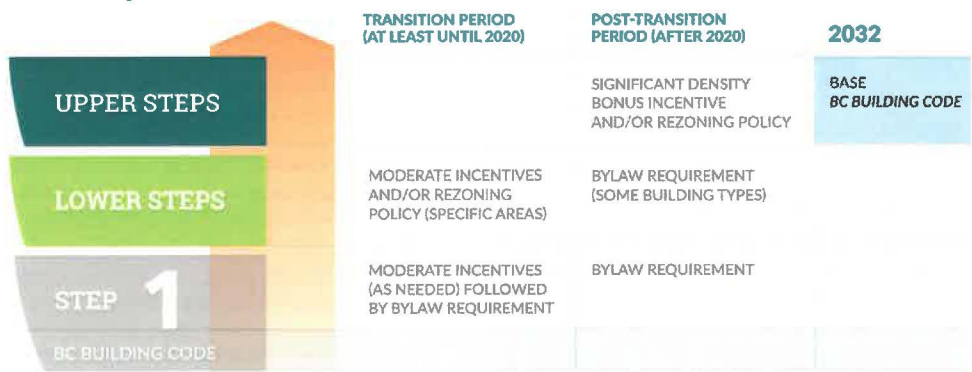 TRANSITION PERIOD
(AT LEAST UNTIL 2020)
POST-TRANSITION
PERIOD (AFTER 2020)
2032
UPPER STEPS
SIGNIFICANT DENSITY
BONUS INCENTIVE
AND/OR REZONING POLICY
BASE
BC BUILDING CODE
LOWER STEPS
MODERATE INCENTIVES
AND/OR REZONING
POLICY (SPECIFIC AREAS)
BYLAW REQUIREMENT
(SOME BUILDING TYPES)
STEP 1
MODERATE INCENTIVES
(AS NEEDED) FOLLOWED
BY BYLAW REQUIREMENT
BYLAW REQUIREMENT
BC BUILDING CODE